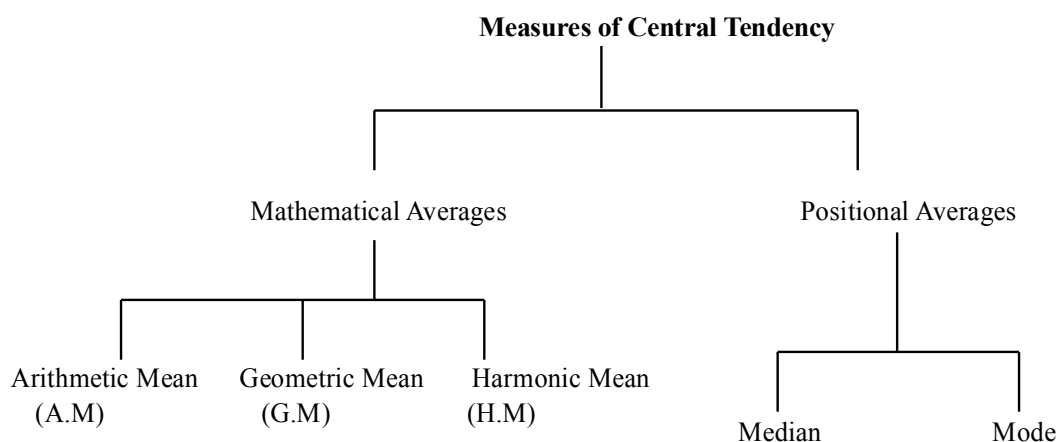 Measures of Central Tendency
Mathematical Averages
Positional Averages
Arithmetic Mean
(A.M)
Geometric Mean
(G.M)
Harmonic Mean
(H.M)
Median
Mode